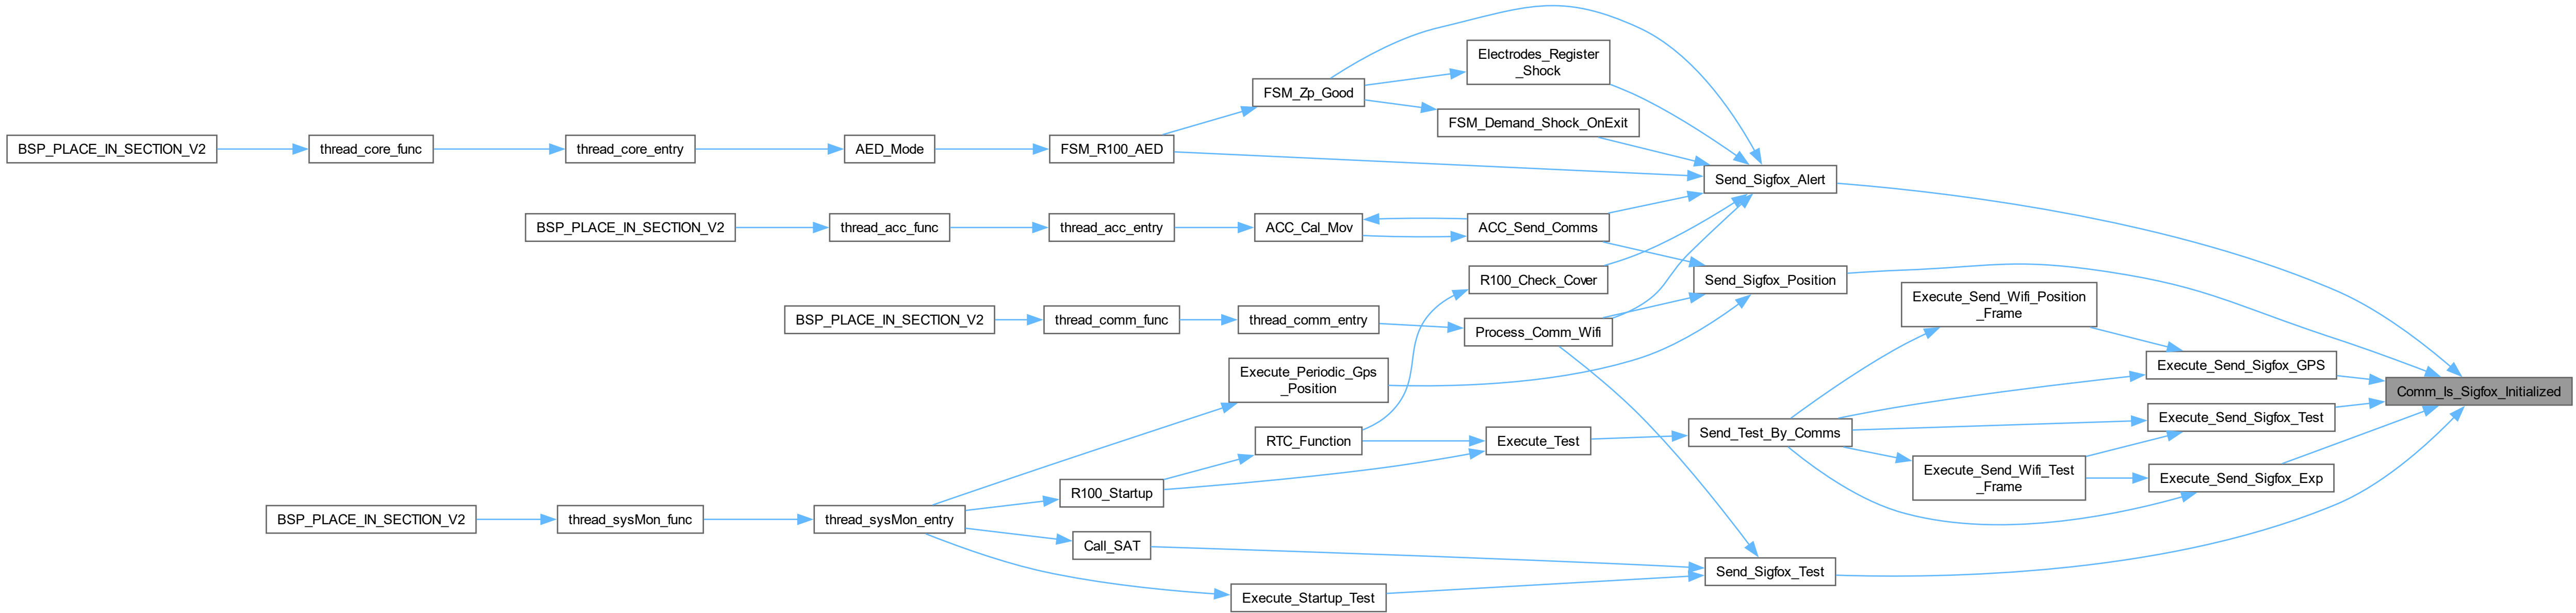 Electrodes_Register
_Shock
FSM_Zp_Good
FSM_Demand_Shock_OnExit
BSP_PLACE_IN_SECTION_V2
thread_core_func
thread_core_entry
AED_Mode
FSM_R100_AED
Send_Sigfox_Alert
BSP_PLACE_IN_SECTION_V2
thread_acc_func
thread_acc_entry
ACC_Cal_Mov
ACC_Send_Comms
R100_Check_Cover
Send_Sigfox_Position
Execute_Send_Wifi_Position
_Frame
BSP_PLACE_IN_SECTION_V2
thread_comm_func
thread_comm_entry
Process_Comm_Wifi
Execute_Periodic_Gps
_Position
Execute_Send_Sigfox_GPS
Comm_Is_Sigfox_Initialized
Execute_Send_Sigfox_Test
RTC_Function
Execute_Test
Send_Test_By_Comms
Execute_Send_Wifi_Test
_Frame
Execute_Send_Sigfox_Exp
R100_Startup
BSP_PLACE_IN_SECTION_V2
thread_sysMon_func
thread_sysMon_entry
Call_SAT
Send_Sigfox_Test
Execute_Startup_Test